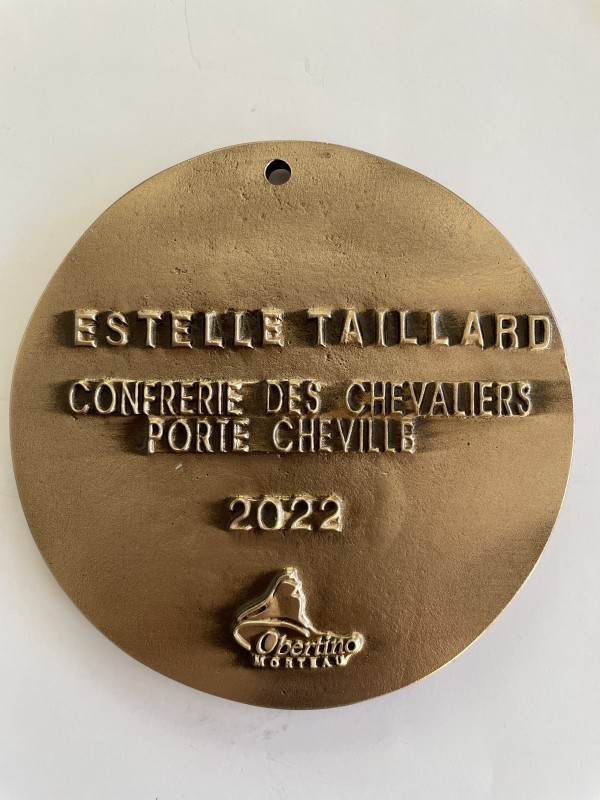 ESTELLE TAILLARD
CONFRERIE DES CHEVALIERS
PORTE CHEVILLE
2022
Obertino
MORTEAU